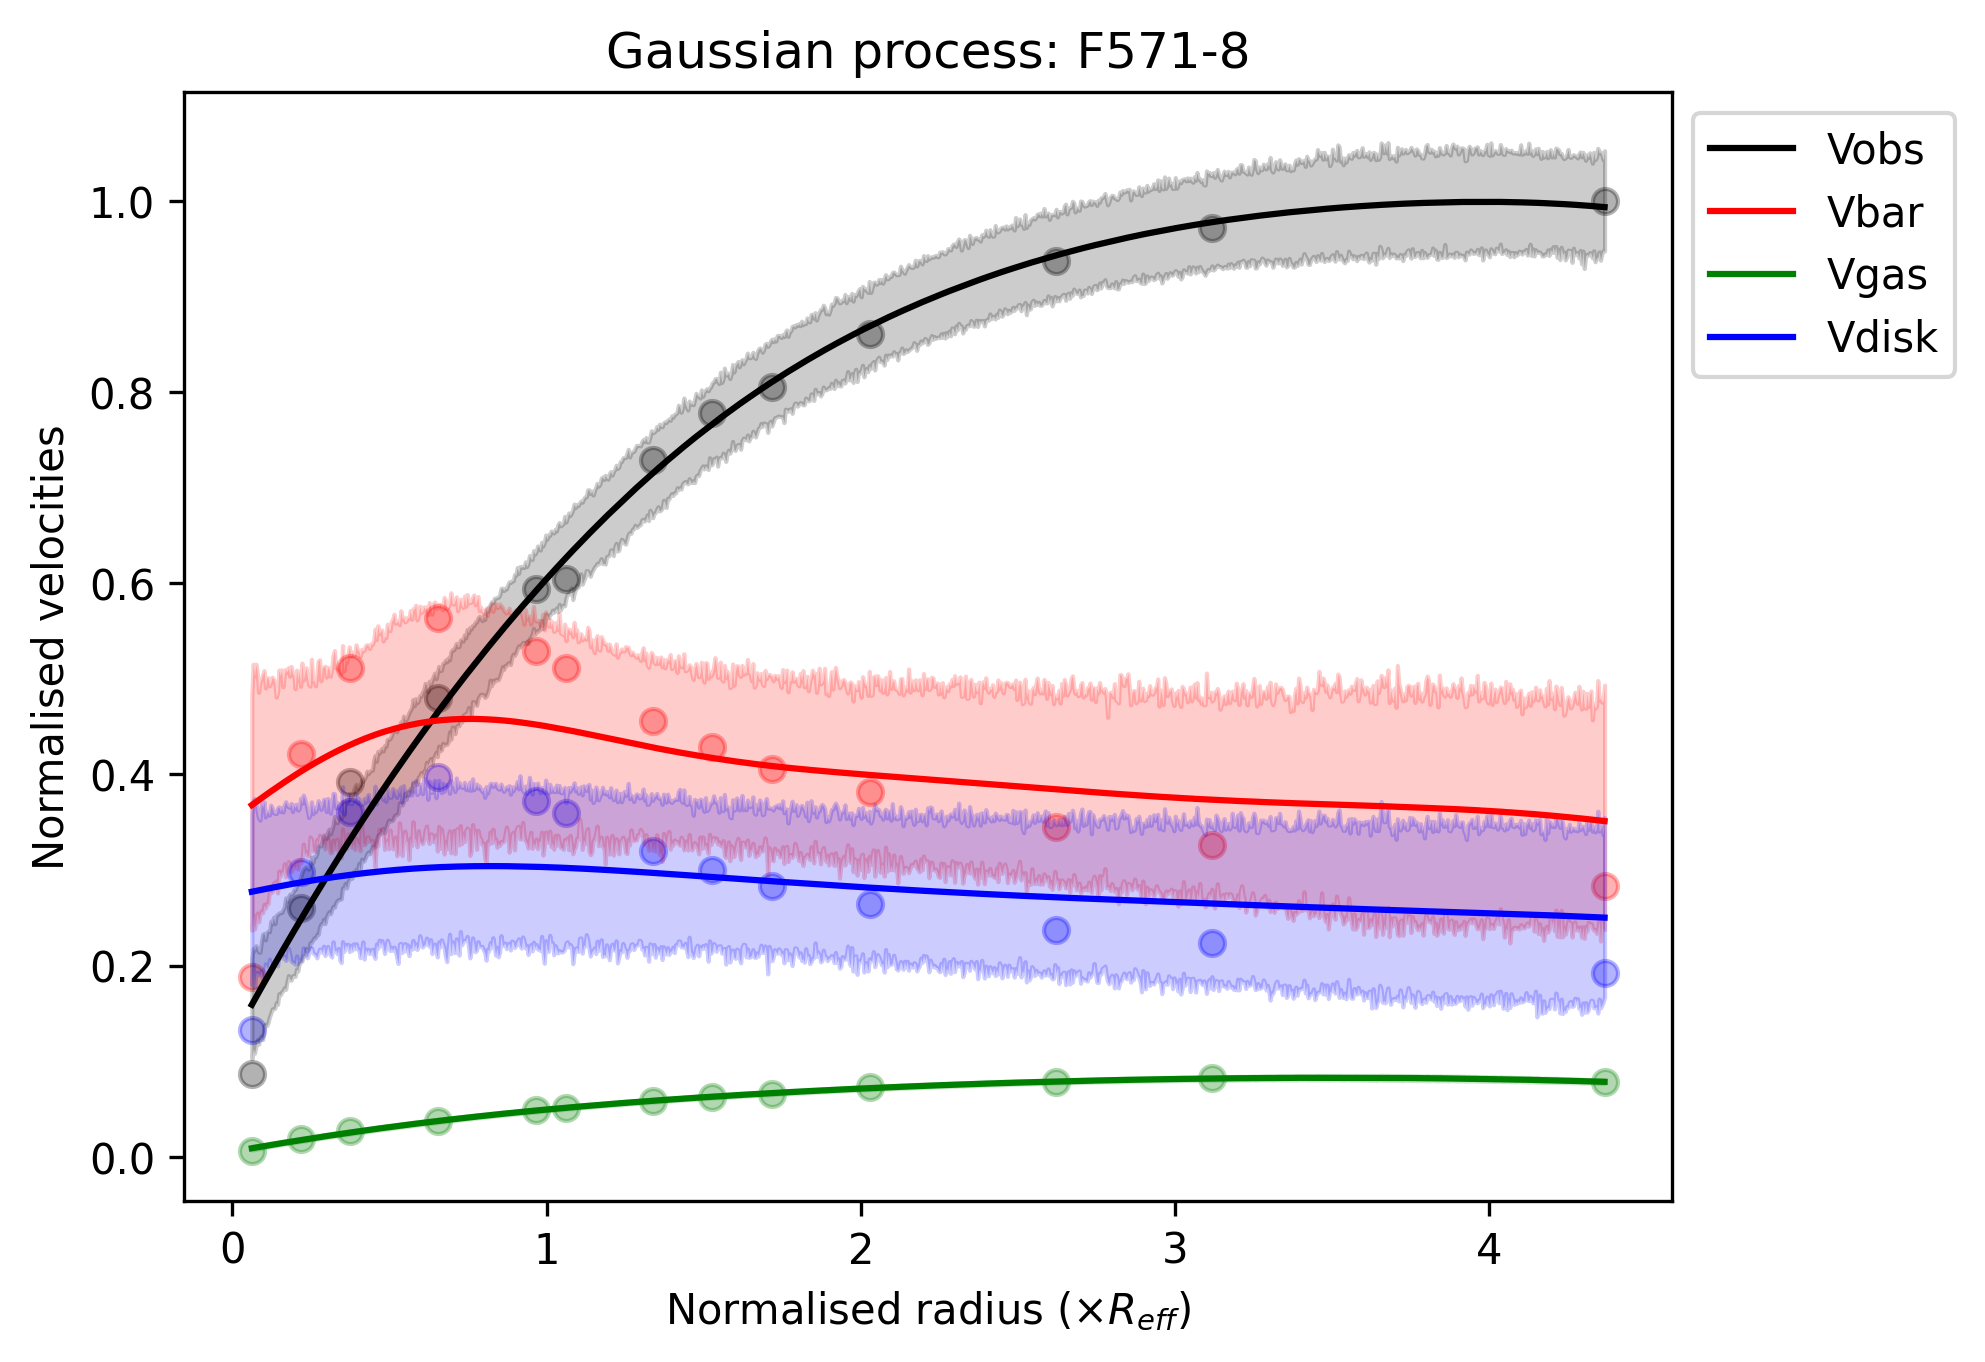 Gaussian process: F571-8
Vobs
Vbar
Vgas
Vdisk
Normalised velocities
1.0
0.8
0.6
0.4
0.2
0.0
0 1 2 3 4
Normalised radius (×R_eff)